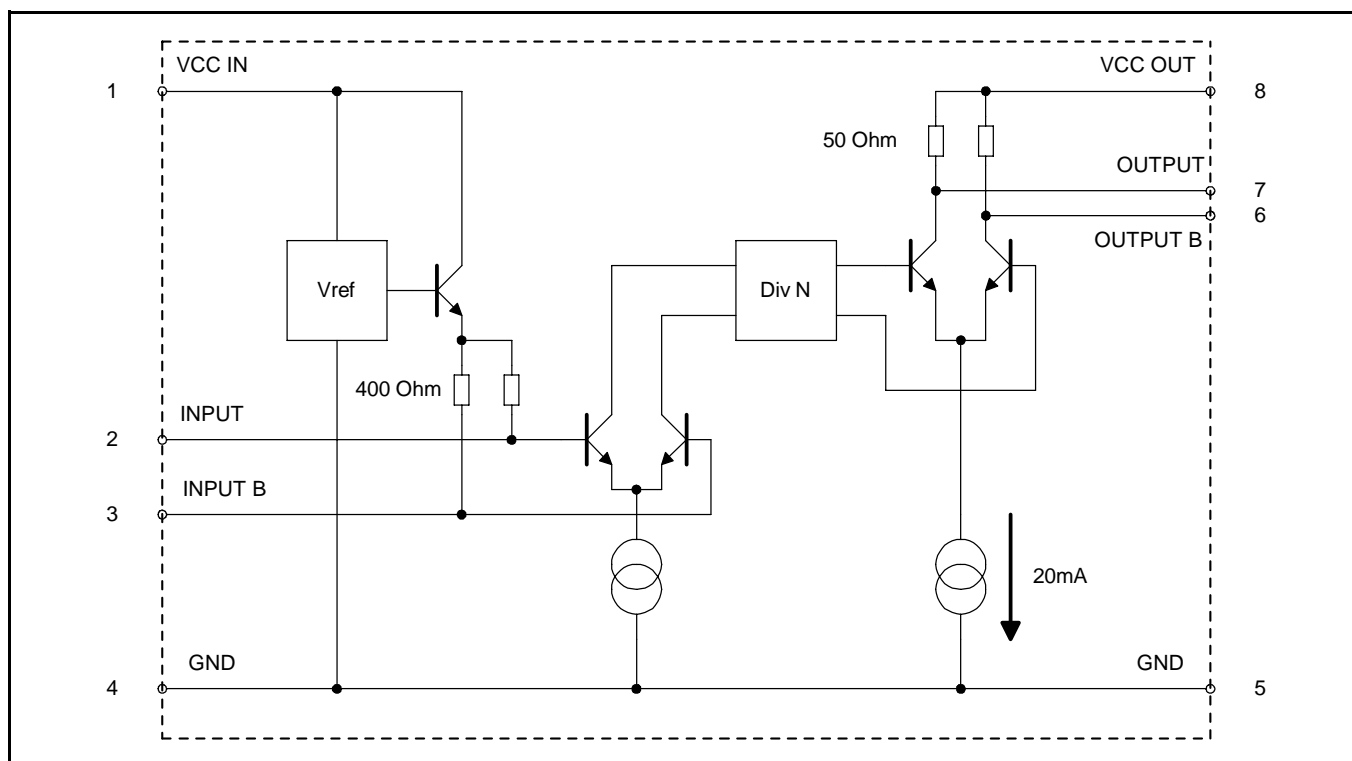 VCC IN
VCC OUT
1
8
50 Ohm
OUTPUT
7
6
OUTPUT B
Vref
Div N
400 Ohm
INPUT
2
INPUT B
3
20mA
GND
GND
4
5